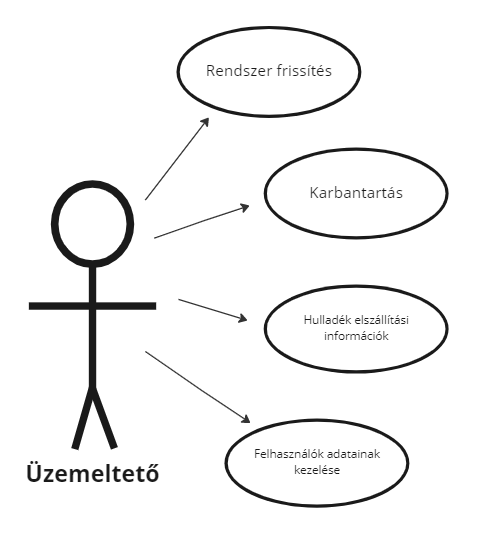 Rendszer frissítés
Karbantartás
Hulladék elszállítási
információk
Felhasználók adatainak
kezelése
Üzemeltető